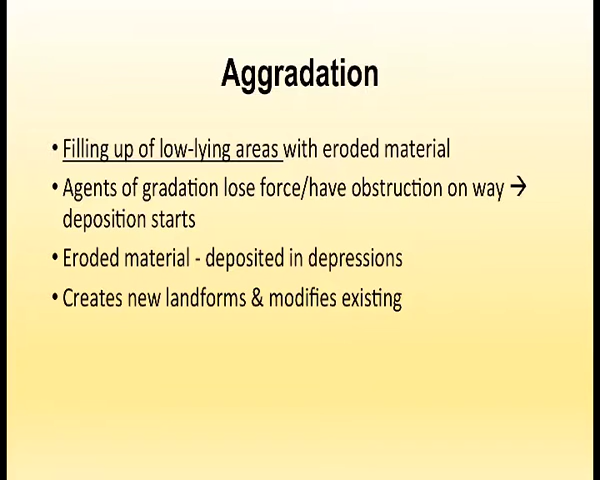 Aggradation
• Filling up of low-lying areas with eroded material
• Agents of gradation lose force/have obstruction on way →
deposition starts
• Eroded material - deposited in depressions
• Creates new landforms & modifies existing